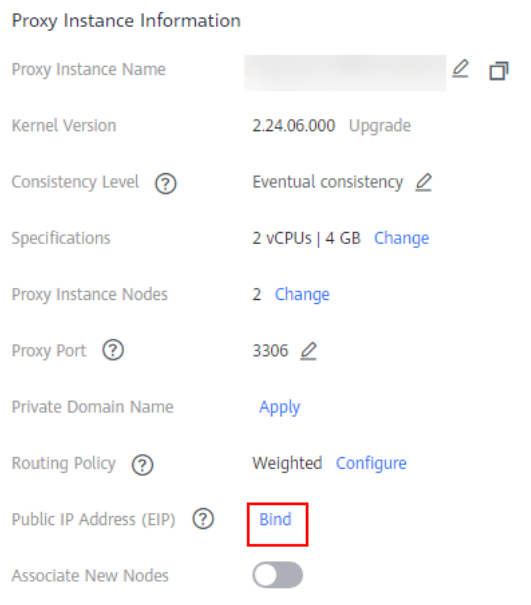 Proxy Instance Information
Proxy Instance Name
Kernel Version 2.24.06.000 Upgrade
Consistency Level ? Eventual consistency
Specifications 2 vCPUs | 4 GB Change
Proxy Instance Nodes 2 Change
Proxy Port ? 3306
Private Domain Name Apply
Routing Policy ? Weighted Configure
Public IP Address (EIP) ? Bind
Associate New Nodes